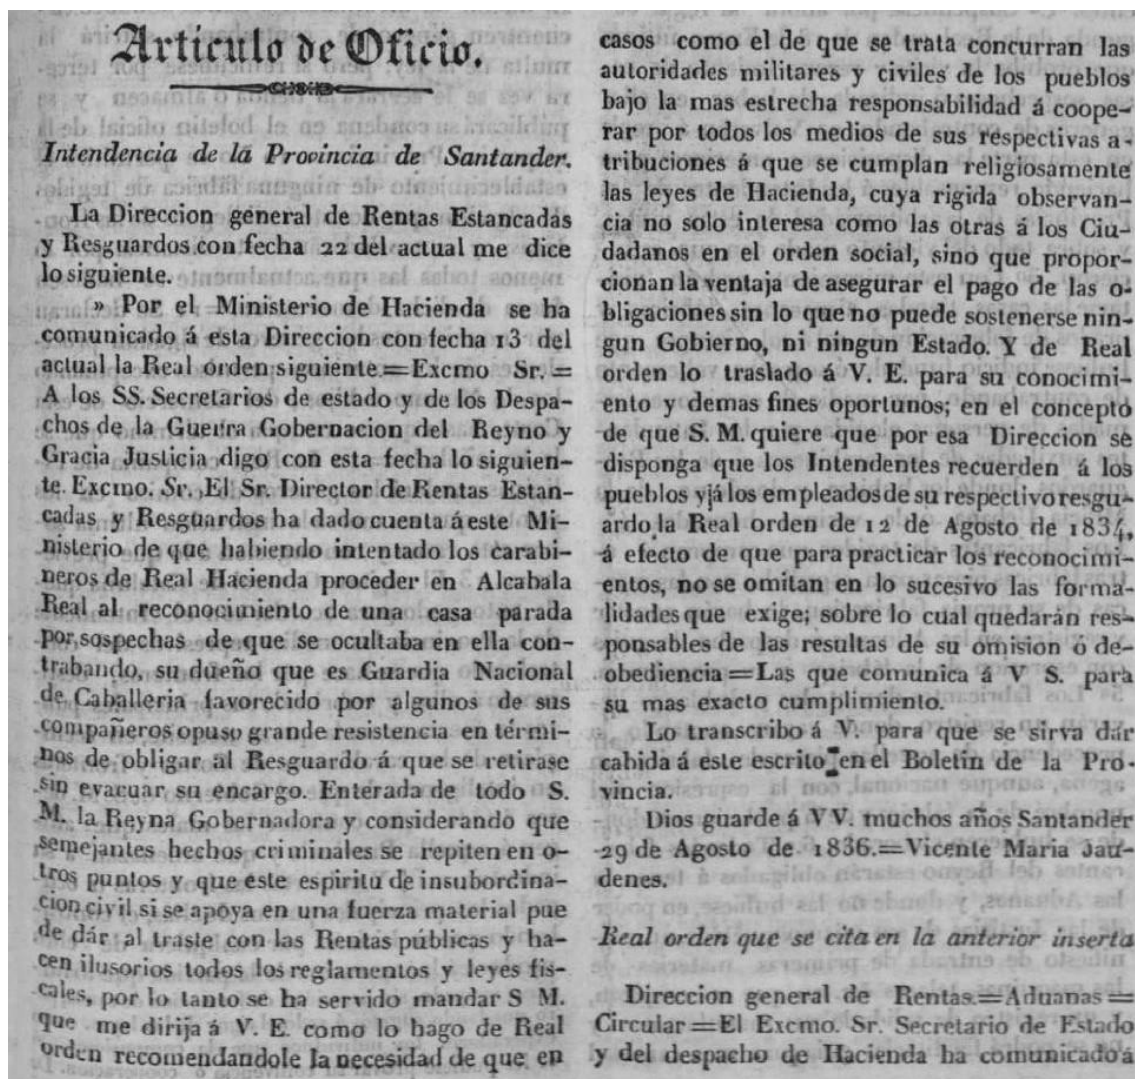 Artículo de Oficio.
Intendencia de la Provincia de Santander.
La Direccion general de Rentas Estancadas
y Resguardos con fecha 22 del actual me dice
lo siguiente.
» Por el Ministerio de Hacienda se ha
comunicado á esta Direccion con fecha 13 del
actual la Real órden siguiente.=Excmo Sr. =
A los SS. Secretarios de estado y de los Despa-
chos de la Guerra Gobernacion del Reyno y
Gracia Justicia digo con esta fecha lo siguien-
te. Excmo. Sr. El Sr. Director de Rentas Estan-
cadas y Resguardos ha dado cuenta á este Mi-
nisterio de que habiendo intentado los carabi-
neros de Real Hacienda proceder en Alcabala
Real al reconocimiento de una casa parada
por sospechas de que se ocultaba en ella con-
trabando, su dueño que es Guardia Nacional
de Caballeria favorecido por algunos de sus
compañeros opuso grande resistencia en térmi-
nos de obligar al Resguardo á que se retirase
sin evacuar su encargo. Enterada de todo S.
M. la Reyna Gobernadora y considerando que
semejantes hechos criminales se repiten en o-
tros puntos y que este espiritu de insubordina-
cion civil si se apoya en una fuerza material pue
de dár al traste con las Rentas públicas y ha-
cen ilusorios todos los reglamentos y leyes fis-
cales, por lo tanto se ha servido mandar S M.
que me dirija á V. E. como lo hago de Real
orden recomendandole la necesidad de que en
casos como el de que se trata concurran las
autoridades militares y civiles de los pueblos
bajo la mas estrecha responsabilidad á coope-
rar por todos los medios de sus respectivas a-
tribuciones á que se cumplan religiosamente
las leyes de Hacienda, cuya rigida observan-
cia no solo interesa como las otras á los Ciu-
dadanos en el orden social, sino que propor-
cionan la ventaja de asegurar el pago de las o-
bligaciones sin lo que no puede sostenerse nin-
gun Gobierno, ni ningun Estado. Y de Real
orden lo traslado á V. E. para su conocimi-
ento y demas fines oportunos; en el concepto
de que S. M. quiere que por esa Direccion se
disponga que los Intendentes recuerden á los
pueblos y á los empleados de su respectivo resgu-
ardo la Real orden de 12 de Agosto de 1834,
á efecto de que para practicar los reconocimi-
entos, no se omitan en lo sucesivo las forma-
lidades que exige; sobre lo cual quedarán res-
ponsables de las resultas de su omision ó de-
obediencia=Las que comunica á V S. para
su mas exacto cumplimiento.
Lo transcribo á V. para que se sirva dár
cabida á este escrito en el Boletin de la Pro-
vincia.
Dios guarde á VV. muchos años Santander
29 de Agosto de 1836.=Vicente Maria Jau-
denes.
Real orden que se cita en la anterior inserta
Direccion general de Rentas.=Aduanas=
Circular=El Excmo. Sr. Secretario de Estado
y del despacho de Hacienda ha comunicado á